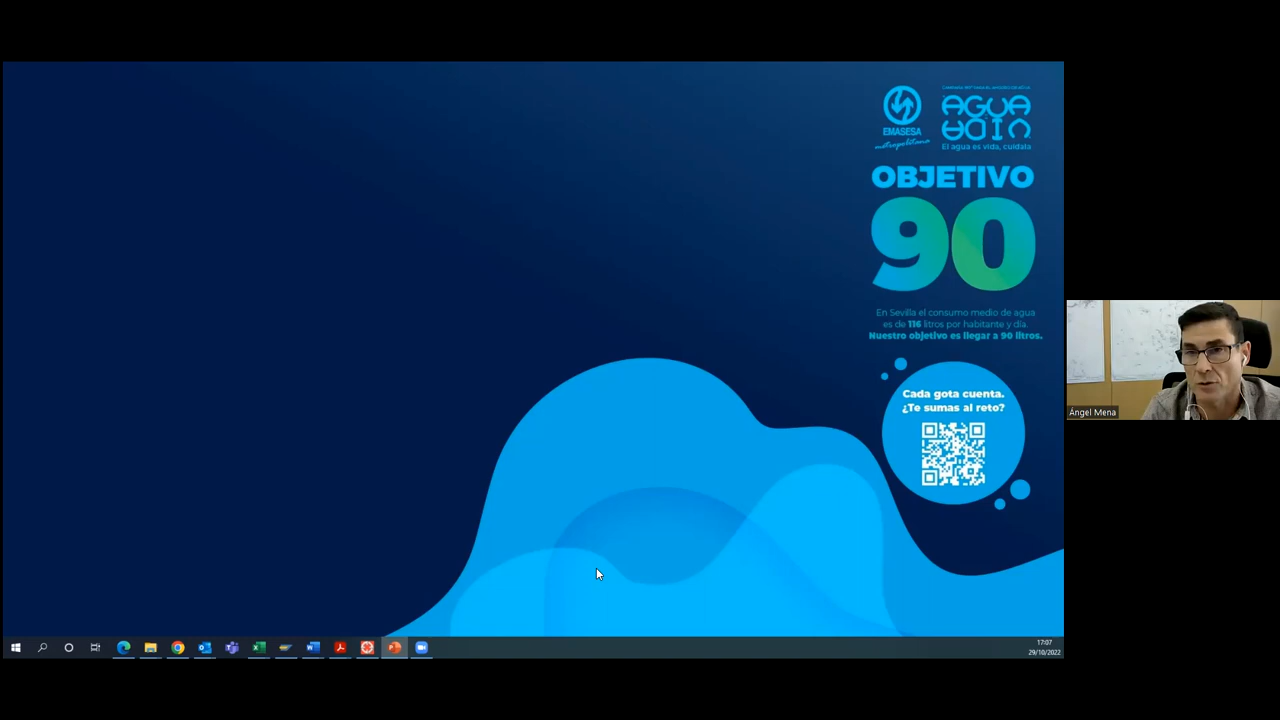 EMASESA
metropolitana
AGUA
VIDA
El agua es vida, cuídala
OBJETIVO
90
En Sevilla el consumo medio de agua
es de 116 litros por habitante y día.
Nuestro objetivo es llegar a 90 litros.
Cada gota cuenta.
¿Te sumas al reto?
Ángel Mena
17:07
29/10/2022